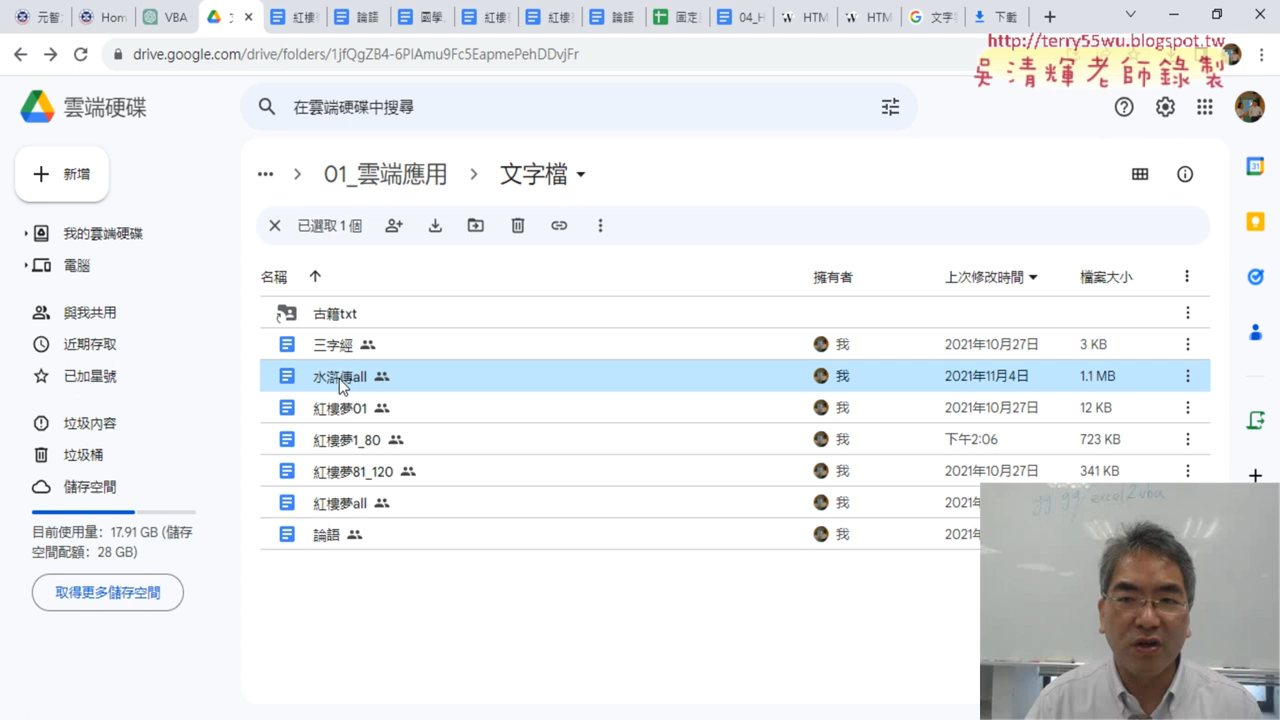 元智
Hom
VBA
文
紅樓
論語
國學
紅樓
紅樓
論語
固定
04_H
HTM
HTM
文字
下載
drive.google.com/drive/folders/1jfQgZB4-6PlAmu9Fc5EapmePehDDvjFr
http://terry55wu.blogspot.tw
吳清輝老師錄製
雲端硬碟
在雲端硬碟中搜尋
新增
01_雲端應用
文字檔
已選取 1 個
我的雲端硬碟
電腦
與我共用
近期存取
已加星號
垃圾內容
垃圾桶
儲存空間
目前使用量：17.91 GB (儲存
空間配額：28 GB)
取得更多儲存空間
名稱 擁有者 上次修改時間 檔案大小
古籍txt
三字經 我 2021年10月27日 3 KB
水滸傳all 我 2021年11月4日 1.1 MB
紅樓夢01 我 2021年10月27日 12 KB
紅樓夢1_80 我 下午2:06 723 KB
紅樓夢81_120 我 2021年10月27日 341 KB
紅樓夢all 我 2021
論語 我 2021年
31
gg.gg/excel2vba